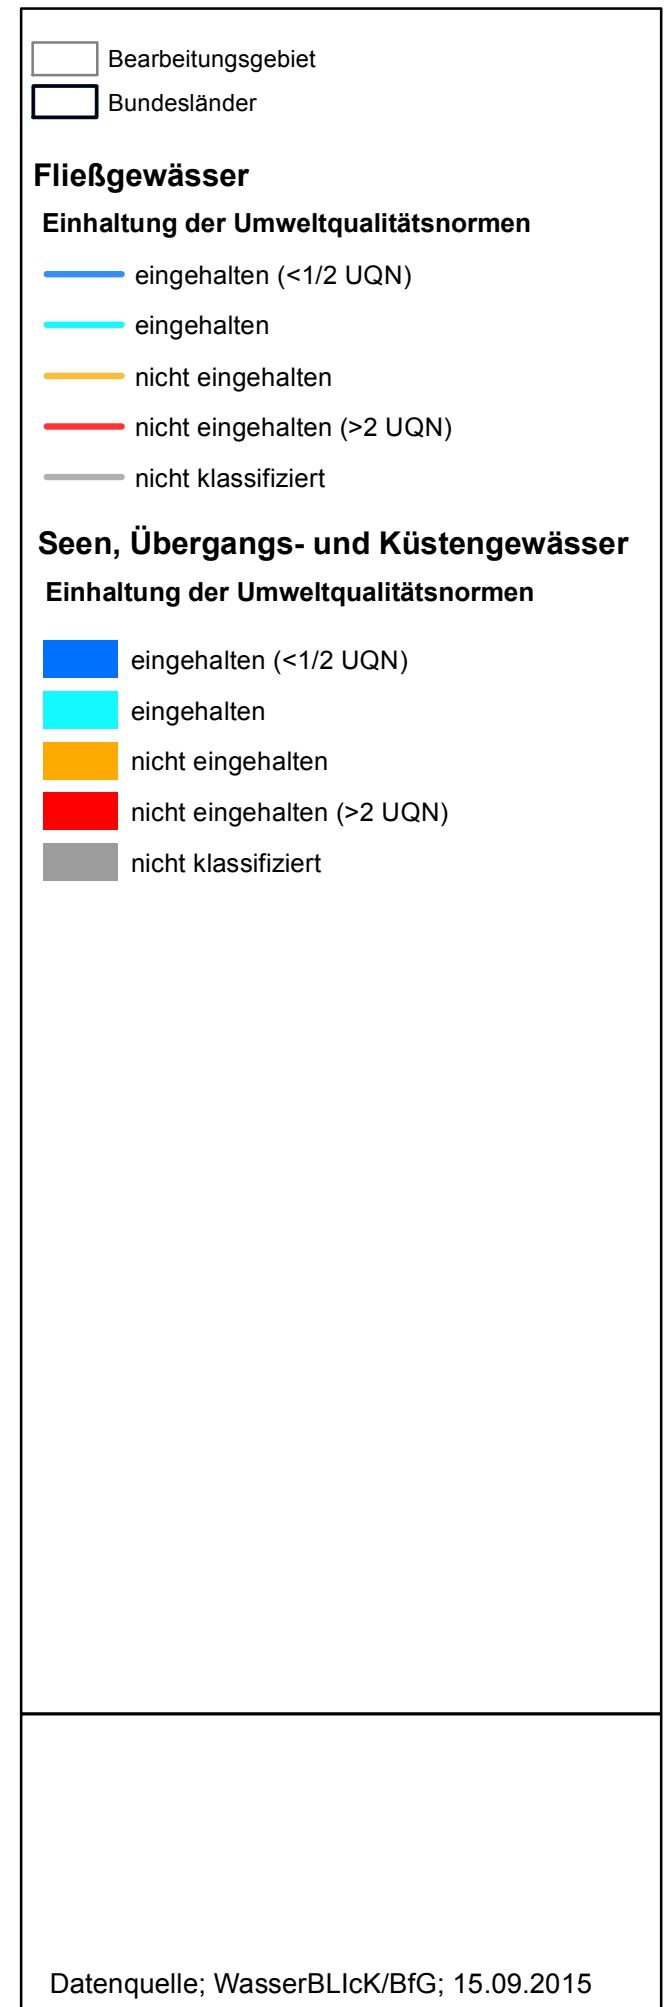 Bearbeitungsgebiet
Bundesländer
Fließgewässer
Einhaltung der Umweltqualitätsnormen
eingehalten (<1/2 UQN)
eingehalten
nicht eingehalten
nicht eingehalten (>2 UQN)
nicht klassifiziert
Seen, Übergangs- und Küstengewässer
Einhaltung der Umweltqualitätsnormen
eingehalten (<1/2 UQN)
eingehalten
nicht eingehalten
nicht eingehalten (>2 UQN)
nicht klassifiziert
Datenquelle; WasserBLIcK/BfG; 15.09.2015